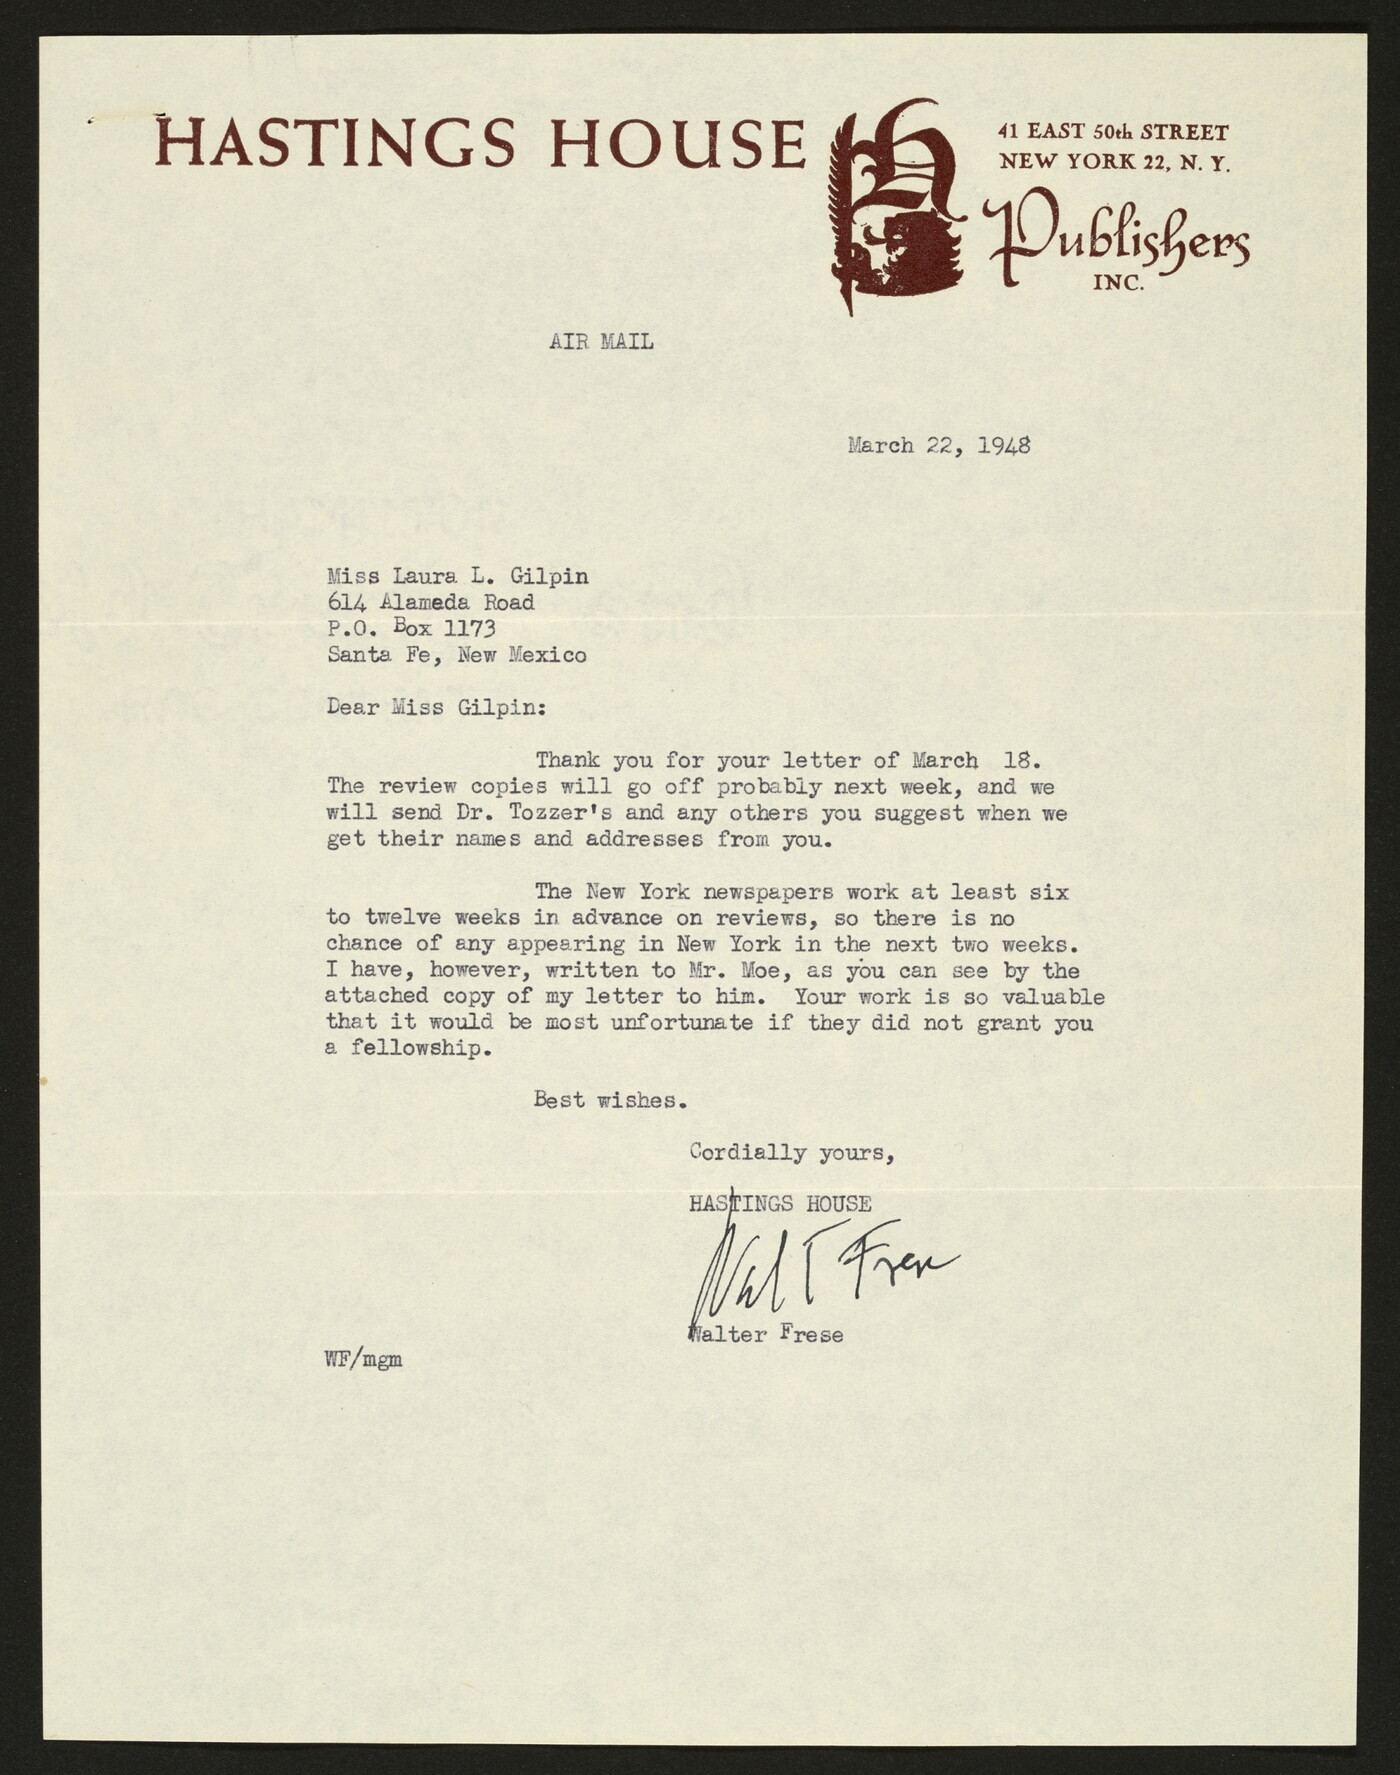 HASTINGS HOUSE
41 EAST 50th STREET
NEW YORK 22, N. Y.
Publishers
INC.
AIR MAIL
March 22, 1948
Miss Laura L. Gilpin
614 Alameda Road
P.O. Box 1173
Santa Fe, New Mexico
Dear Miss Gilpin:
Thank you for your letter of March 18.
The review copies will go off probably next week, and we
will send Dr. Tozzer's and any others you suggest when we
get their names and addresses from you.
The New York newspapers work at least six
to twelve weeks in advance on reviews, so there is no
chance of any appearing in New York in the next two weeks.
I have, however, written to Mr. Moe, as you can see by the
attached copy of my letter to him. Your work is so valuable
that it would be most unfortunate if they did not grant you
a fellowship.
Best wishes.
Cordially yours,
HASTINGS HOUSE
Walt Frese
Walter Frese
WF/mgm